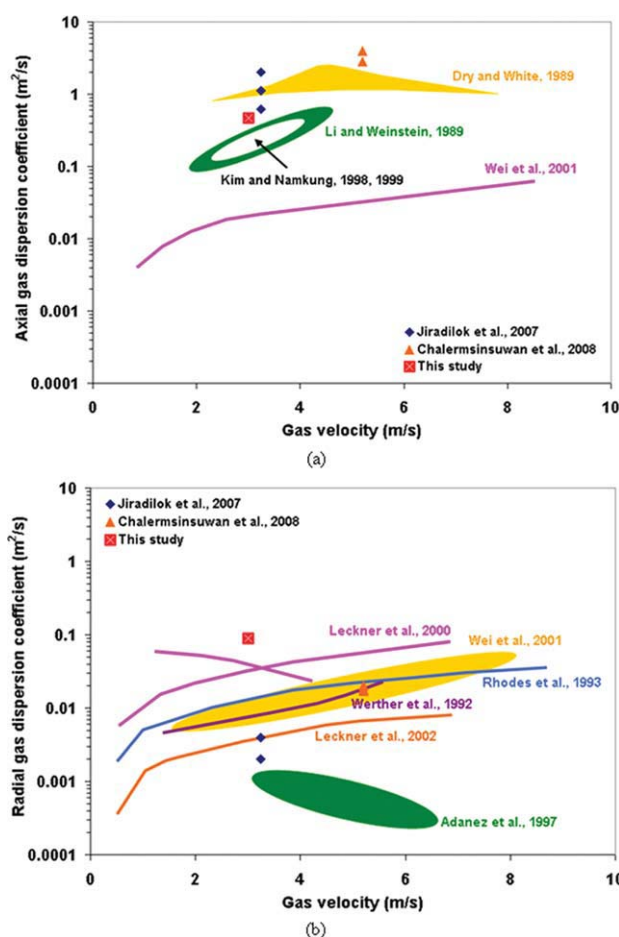 10
Dry and White, 1989
1
Li and Weinstein, 1989
0.1
Kim and Namkung, 1998, 1999
Wei et al., 2001
0.01
0.001
Jiradilok et al., 2007
Chalermsinsuwan et al., 2008
This study
0.0001
0 2 4 6 8 10
Axial gas dispersion coefficient (m²/s)
Gas velocity (m/s)
(a)
10
Jiradilok et al., 2007
Chalermsinsuwan et al., 2008
This study
1
0.1
Leckner et al., 2000
Wei et al., 2001
Rhodes et al., 1993
0.01
Werther et al., 1992
Leckner et al., 2002
0.001
Adanez et al., 1997
0.0001
0 2 4 6 8 10
Radial gas dispersion coefficient (m²/s)
Gas velocity (m/s)
(b)